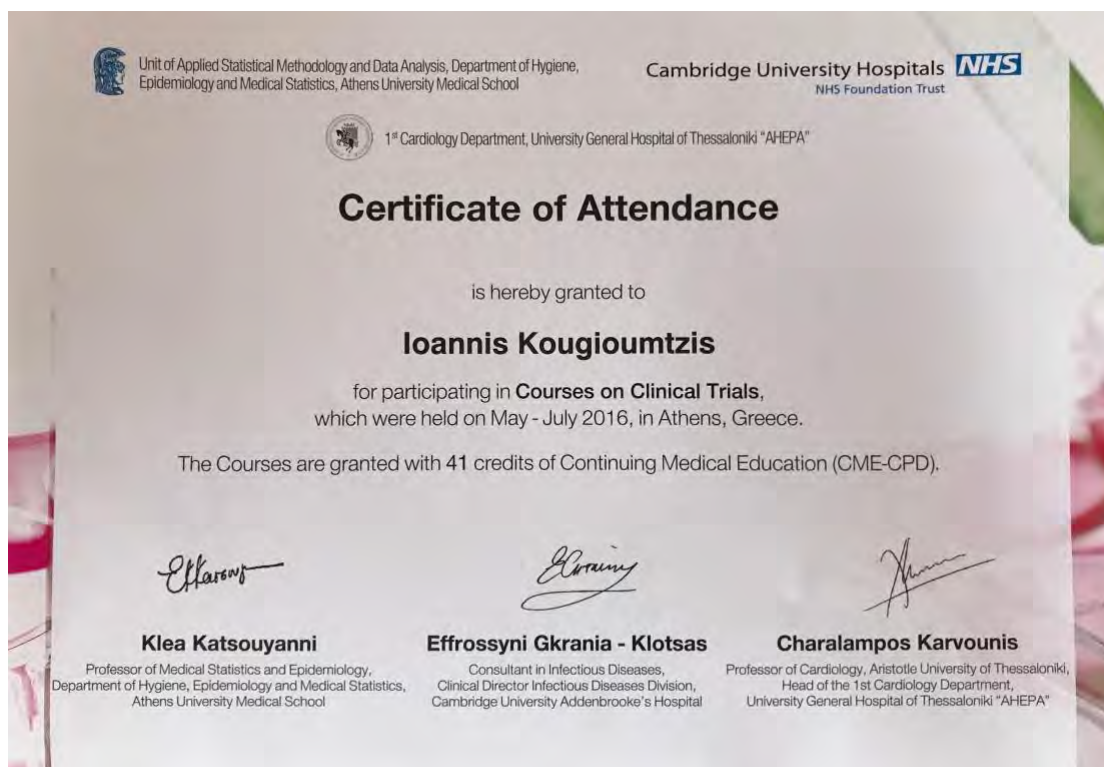 Unit of Applied Statistical Methodology and Data Analysis, Department of Hygiene,
Epidemiology and Medical Statistics, Athens University Medical School
Cambridge University Hospitals NHS
NHS Foundation Trust
1st Cardiology Department, University General Hospital of Thessaloniki "AHEPA"
Certificate of Attendance
is hereby granted to
Ioannis Kougioumtzis
for participating in Courses on Clinical Trials,
which were held on May - July 2016, in Athens, Greece.
The Courses are granted with 41 credits of Continuing Medical Education (CME-CPD).
Klea Katsouyanni
Professor of Medical Statistics and Epidemiology,
Department of Hygiene, Epidemiology and Medical Statistics,
Athens University Medical School
Effrossyni Gkrania - Klotsas
Consultant in Infectious Diseases,
Clinical Director Infectious Diseases Division,
Cambridge University Addenbrooke's Hospital
Charalampos Karvounis
Professor of Cardiology, Aristotle University of Thessaloniki,
Head of the 1st Cardiology Department,
University General Hospital of Thessaloniki "AHEPA"